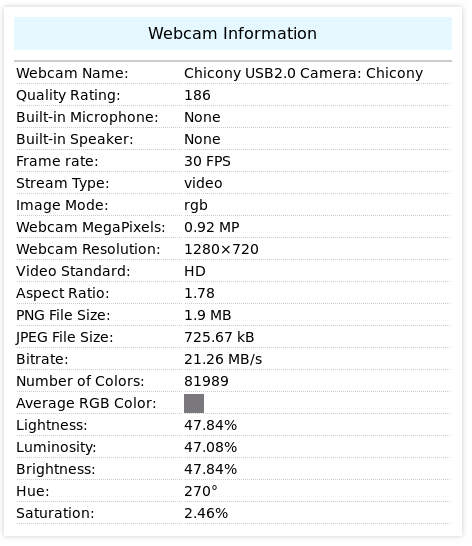 Webcam Information
Webcam Name: Chicony USB2.0 Camera: Chicony
Quality Rating: 186
Built-in Microphone: None
Built-in Speaker: None
Frame rate: 30 FPS
Stream Type: video
Image Mode: rgb
Webcam MegaPixels: 0.92 MP
Webcam Resolution: 1280×720
Video Standard: HD
Aspect Ratio: 1.78
PNG File Size: 1.9 MB
JPEG File Size: 725.67 kB
Bitrate: 21.26 MB/s
Number of Colors: 81989
Average RGB Color:
Lightness: 47.84%
Luminosity: 47.08%
Brightness: 47.84%
Hue: 270°
Saturation: 2.46%